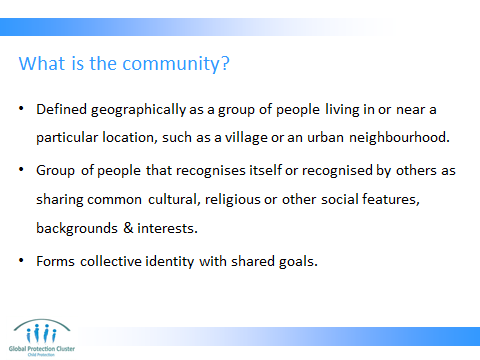 What is the community?
• Defined geographically as a group of people living in or near a
particular location, such as a village or an urban neighbourhood.
• Group of people that recognises itself or recognised by others as
sharing common cultural, religious or other social features,
backgrounds & interests.
• Forms collective identity with shared goals.
Global Protection Cluster
Child Protection